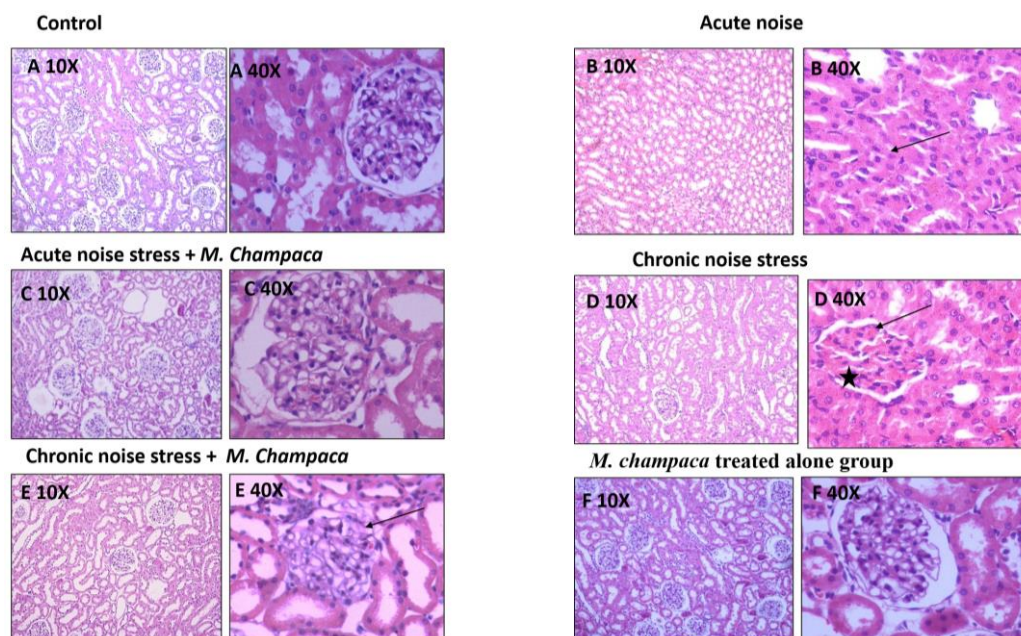 Control
Acute noise
A 10X
A 40X
B 10X
B 40X
Acute noise stress + M. Champaca
Chronic noise stress
C 10X
C 40X
D 10X
D 40X
Chronic noise stress + M. Champaca
M. champaca treated alone group
E 10X
E 40X
F 10X
F 40X